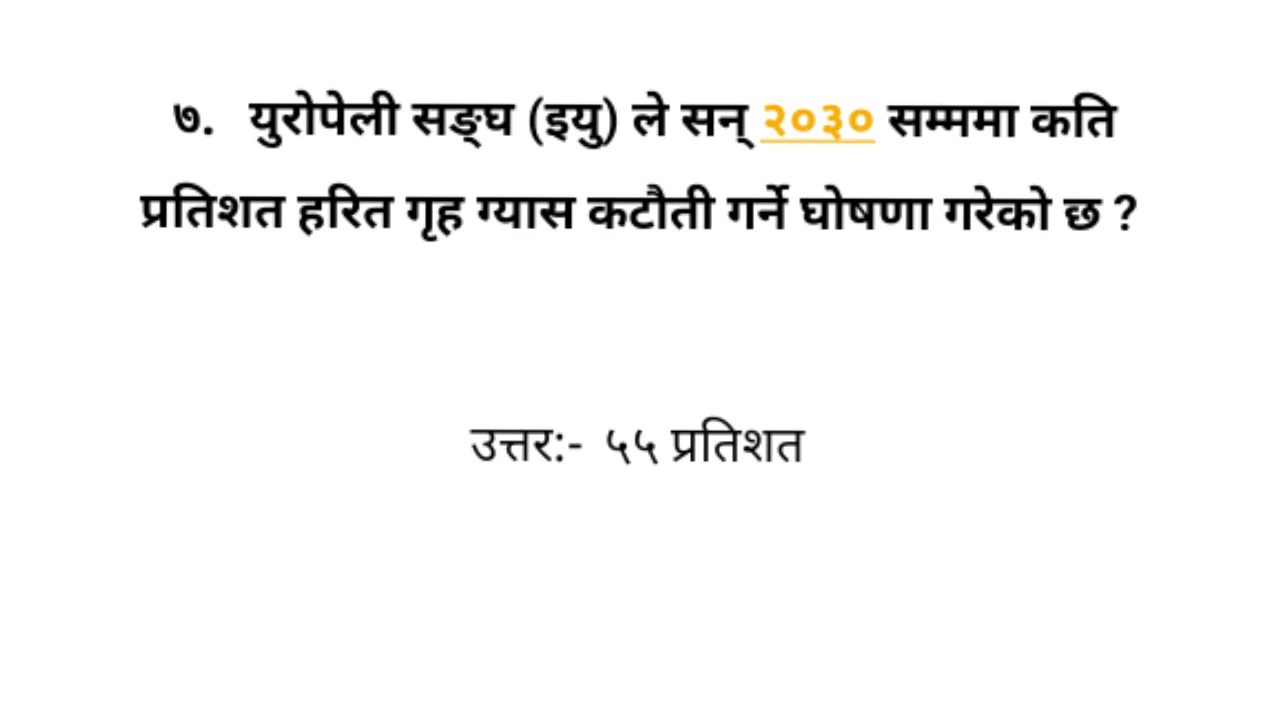 ७. युरोपेली सङ्घ (इयु) ले सन् २०३० सम्ममा कति
प्रतिशत हरित गृह ग्यास कटौती गर्ने घोषणा गरेको छ ?
उत्तर:- ५५ प्रतिशत